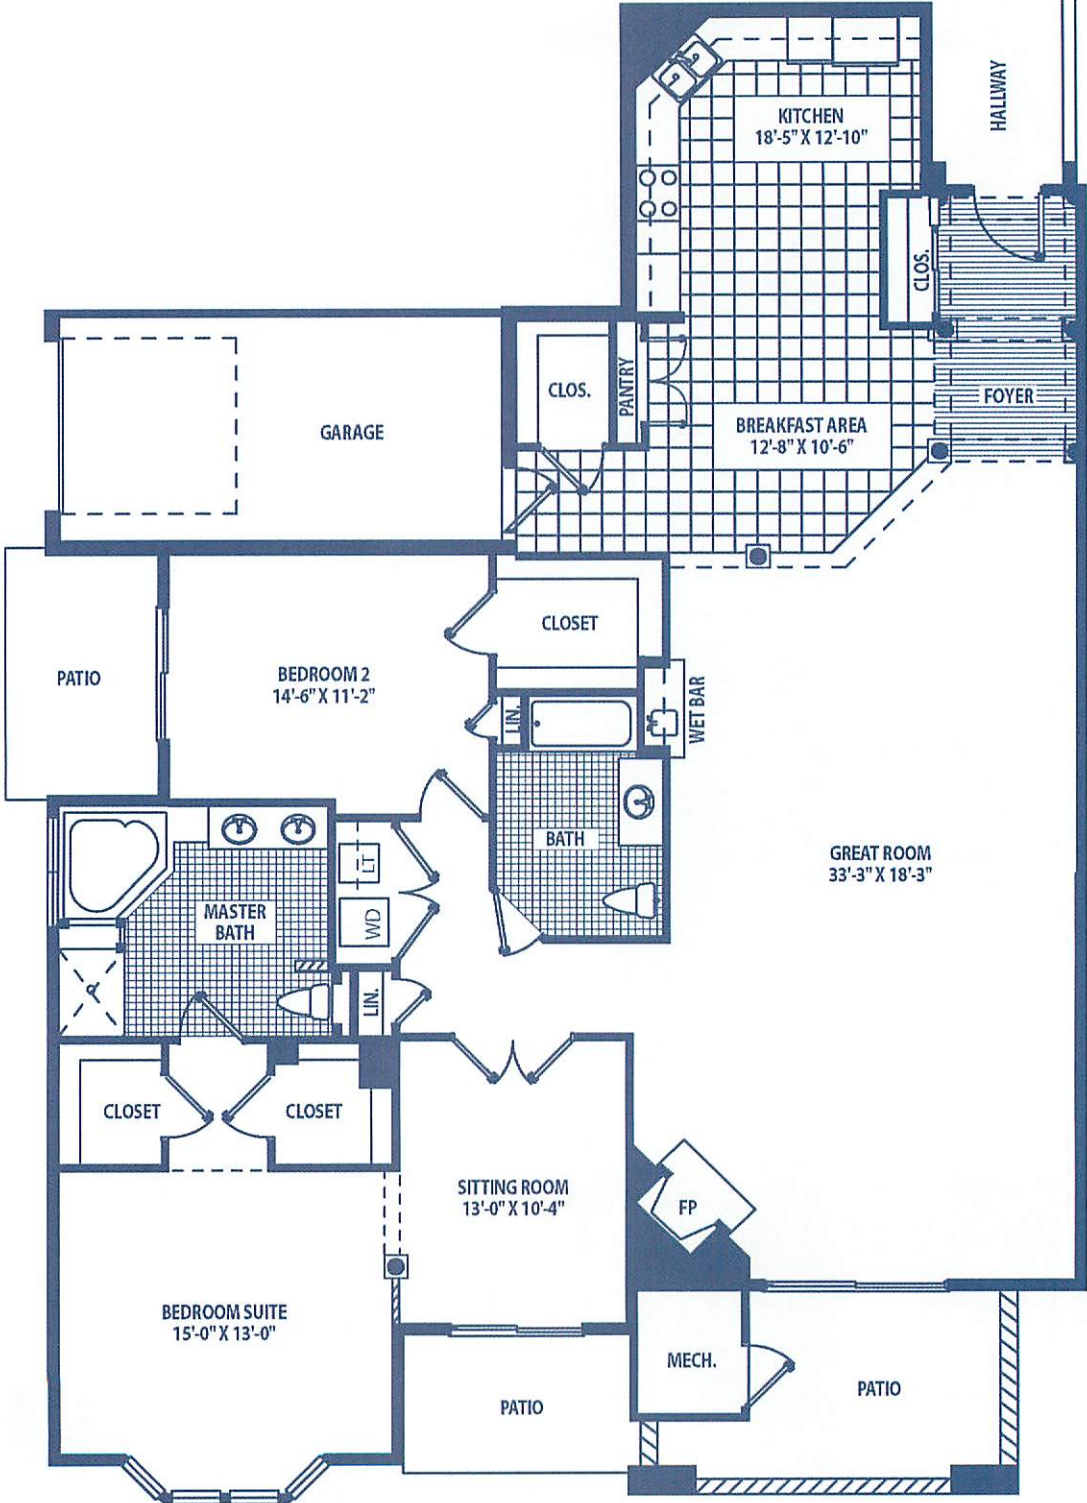 HALLWAY
KITCHEN
18'-5" X 12'-10"
CLOS.
FOYER
CLOS.
PANTRY
BREAKFAST AREA
12'-8" X 10'-6"
GARAGE
PATIO
BEDROOM 2
14'-6" X 11'-2"
CLOSET
LIN.
WET BAR
BATH
GREAT ROOM
33'-3" X 18'-3"
LT
WD
MASTER
BATH
LIN.
CLOSET
CLOSET
SITTING ROOM
13'-0" X 10'-4"
FP
BEDROOM SUITE
15'-0" X 13'-0"
MECH.
PATIO
PATIO